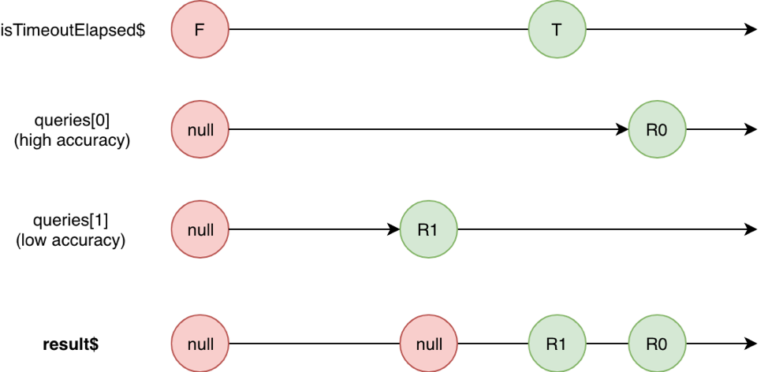 isTimeoutElapsed$
F
T
queries[0]
(high accuracy)
null
R0
queries[1]
(low accuracy)
null
R1
result$
null
null
R1
R0